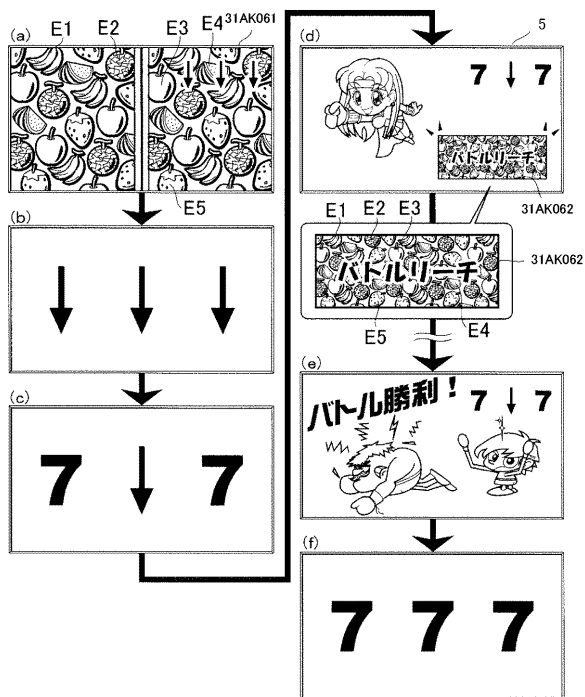 (a)
E1
E2
E3
E4
31AK061
E5
(b)
(c)
7 7
(d)
5
7 7
バトルリーチ
31AK062
E1
E2
E3
バトルリーチ
31AK062
E5
E4
(e)
バトル勝利!
7 7
(f)
7 7 7